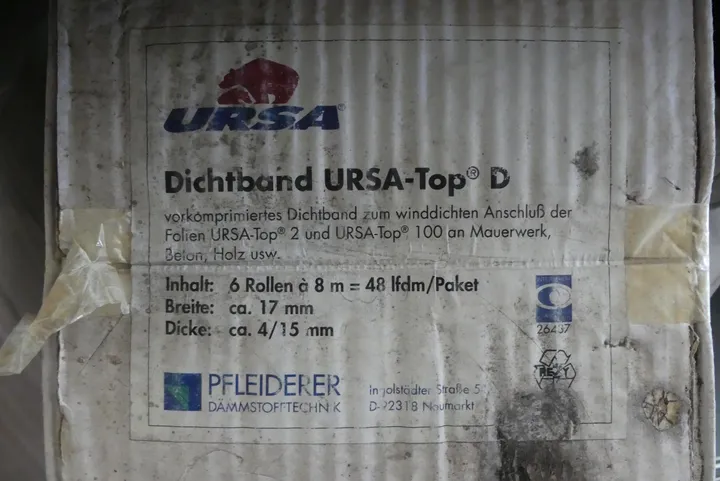 URSA®
Dichtband URSA-Top® D
vorkomprimiertes Dichtband zum winddichten Anschluß der
Folien URSA-Top® 2 und URSA-Top® 100 an Mauerwerk,
Beton, Holz usw.
Inhalt: 6 Rollen à 8 m = 48 lfdm/Paket
Breite: ca. 17 mm
Dicke: ca. 4/15 mm
26437
RESY
PFLEIDERER
DÄMMSTOFFTECHNIK
Ingolstädter Straße 5
D-92318 Neumarkt